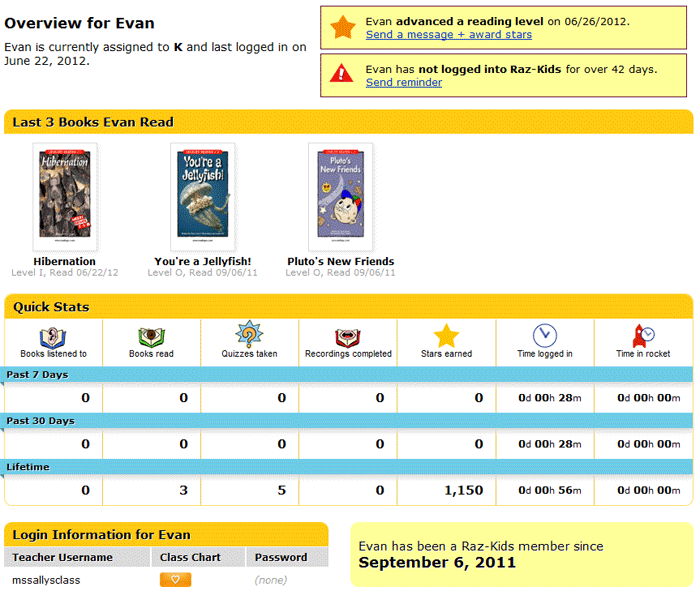 Overview for Evan
Evan is currently assigned to K and last logged in on
June 22, 2012.
Evan advanced a reading level on 06/26/2012.
Send a message + award stars
Evan has not logged into Raz-Kids for over 42 days.
Send reminder
Last 3 Books Evan Read
Hibernation
You're a
Jellyfish!
Pluto's
New Friends
Hibernation
Level I, Read 06/22/12
You're a Jellyfish!
Level O, Read 09/06/11
Pluto's New Friends
Level O, Read 09/06/11
Quick Stats
Books listened to Books read Quizzes taken Recordings completed Stars earned Time logged in Time in rocket
Past 7 Days
0 0 0 0 0 0d 00h 28m 0d 00h 00m
Past 30 Days
0 0 0 0 0 0d 00h 28m 0d 00h 00m
Lifetime
0 3 5 0 1,150 0d 00h 56m 0d 00h 00m
Login Information for Evan
Teacher Username Class Chart Password
mssallysclass (none)
Evan has been a Raz-Kids member since
September 6, 2011